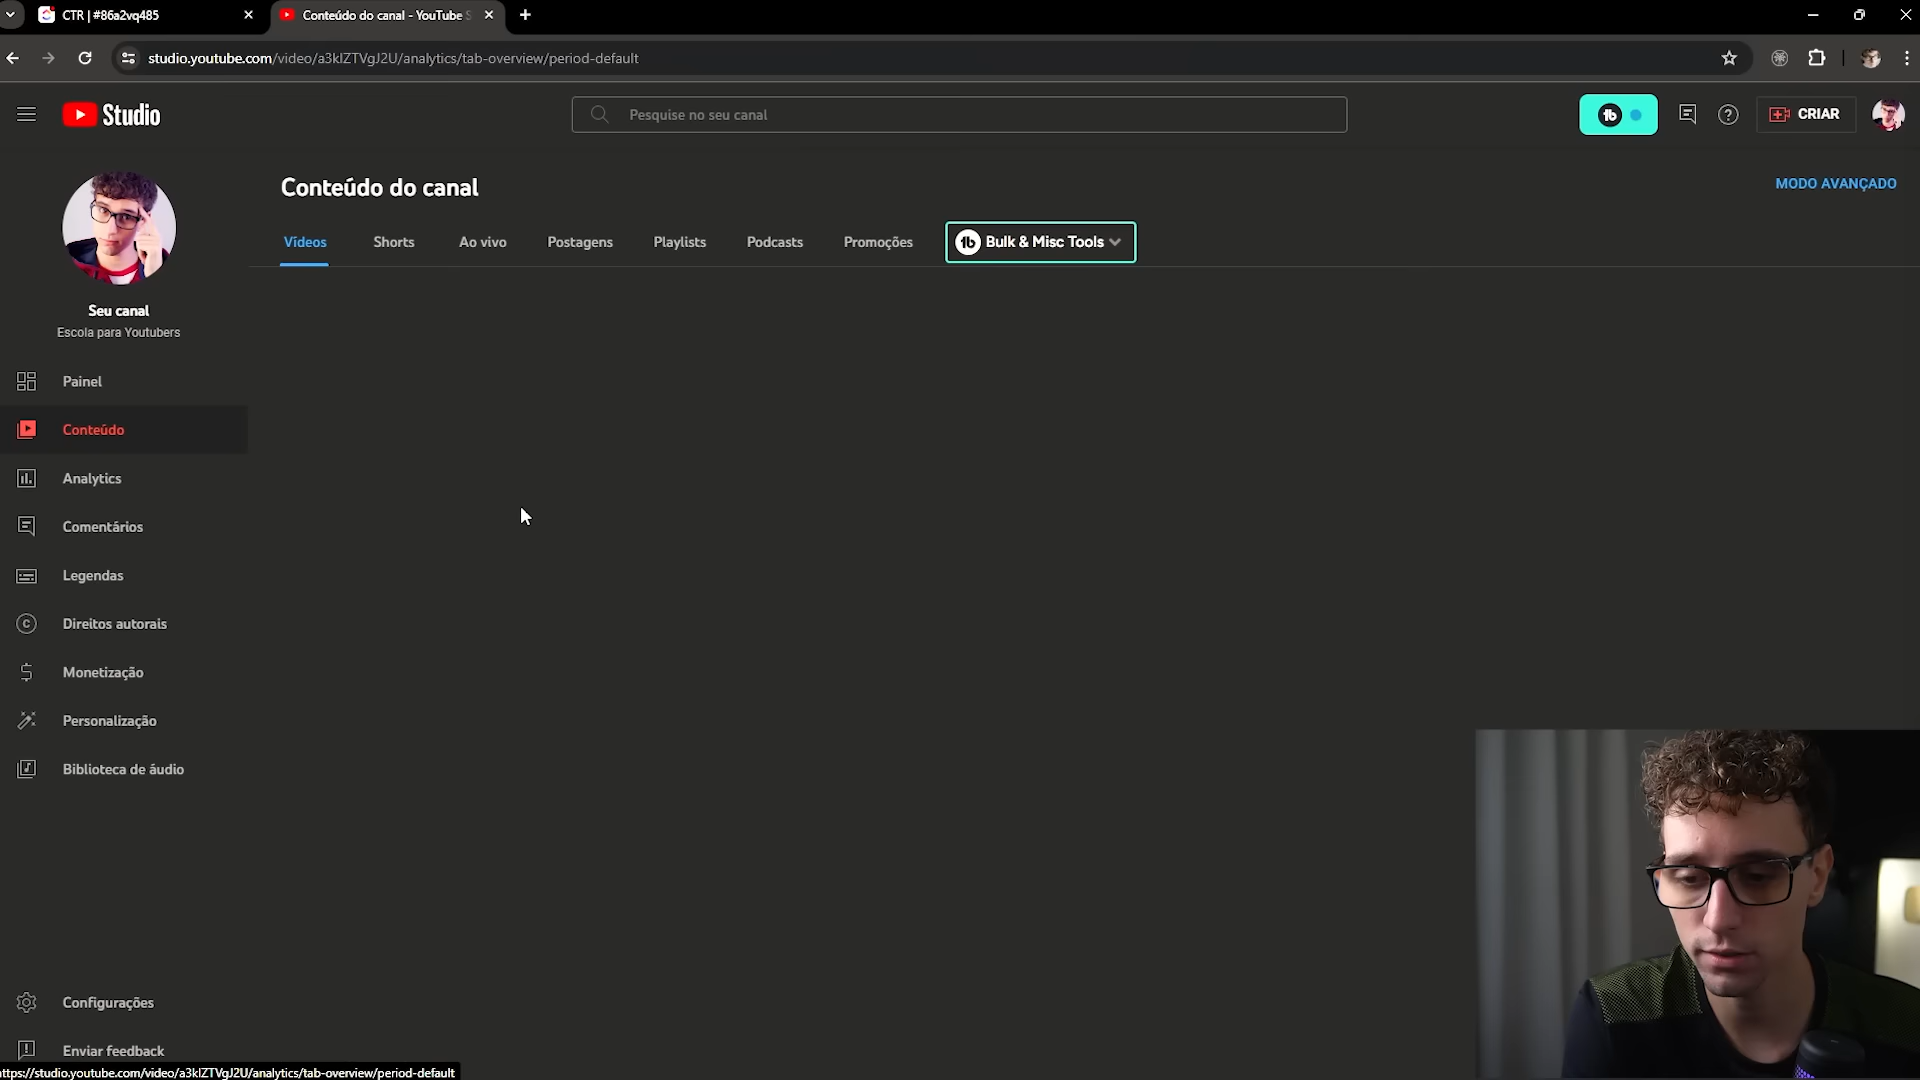 CTR | #86a2vq485
Conteúdo do canal - YouTube S
studio.youtube.com/video/a3klZTVgJ2U/analytics/tab-overview/period-default
Studio
Pesquise no seu canal
CRIAR
Conteúdo do canal
MODO AVANÇADO
Vídeos
Shorts
Ao vivo
Postagens
Playlists
Podcasts
Promoções
Bulk & Misc Tools
Seu canal
Escola para Youtubers
Painel
Conteúdo
Analytics
Comentários
Legendas
Direitos autorais
Monetização
Personalização
Biblioteca de áudio
Configurações
Enviar feedback
https://studio.youtube.com/video/a3klZTVgJ2U/analytics/tab-overview/period-default